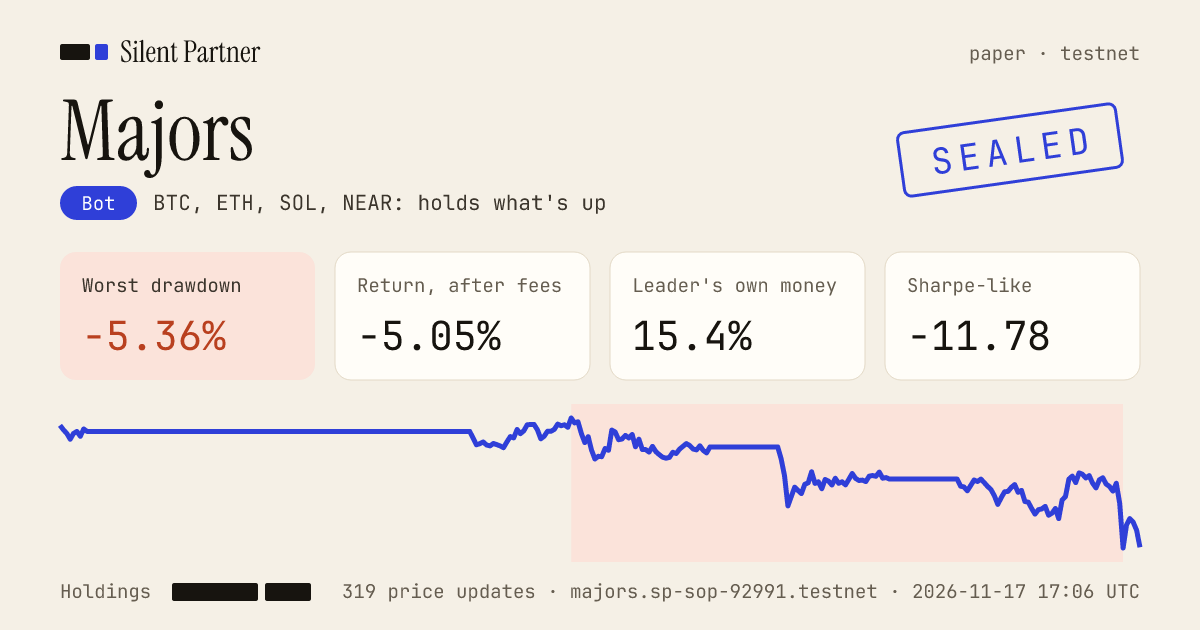 Silent Partner
paper · testnet
Majors
SEALED
Bot
BTC, ETH, SOL, NEAR: holds what's up
Worst drawdown
-5.36%
Return, after fees
-5.05%
Leader's own money
15.4%
Sharpe-like
-11.78
Holdings
319 price updates · majors.sp-sop-92991.testnet · 2026-11-17 17:06 UTC